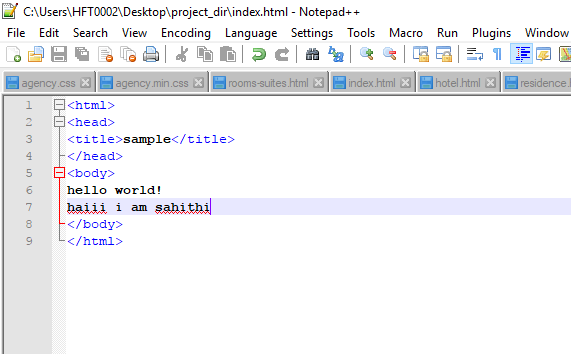 C:\Users\HFT0002\Desktop\project_dir\index.html - Notepad++
File Edit Search View Encoding Language Settings Tools Macro Run Plugins Window
agency.css agency.min.css rooms-suites.html index.html hotel.html residence.
1 <html>
2 <head>
3 <title>sample</title>
4 </head>
5 <body>
6 hello world!
7 haiii i am sahithi
8 </body>
9 </html>